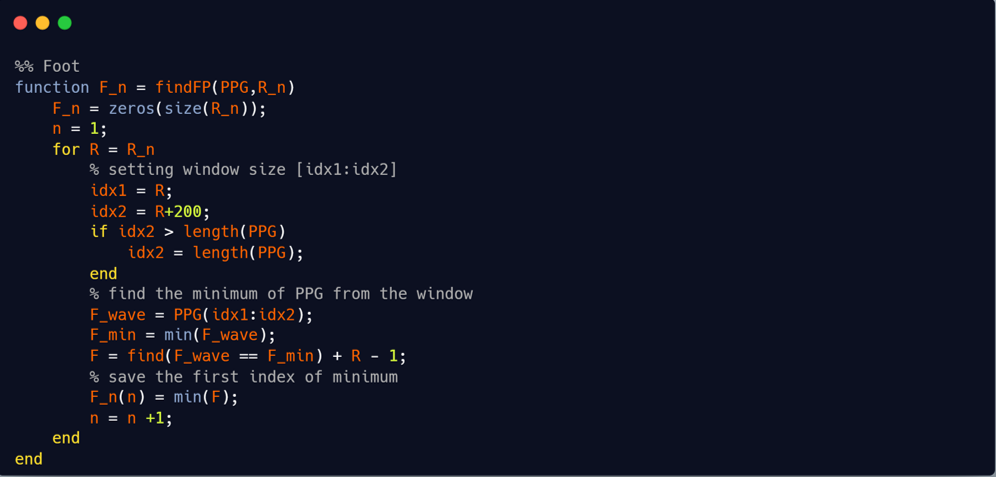 %% Foot
function F_n = findFP(PPG,R_n)
    F_n = zeros(size(R_n));
    n = 1;
    for R = R_n
        % setting window size [idx1:idx2]
        idx1 = R;
        idx2 = R+200;
        if idx2 > length(PPG)
            idx2 = length(PPG);
        end
        % find the minimum of PPG from the window
        F_wave = PPG(idx1:idx2);
        F_min = min(F_wave);
        F = find(F_wave == F_min) + R - 1;
        % save the first index of minimum
        F_n(n) = min(F);
        n = n +1;
    end
end